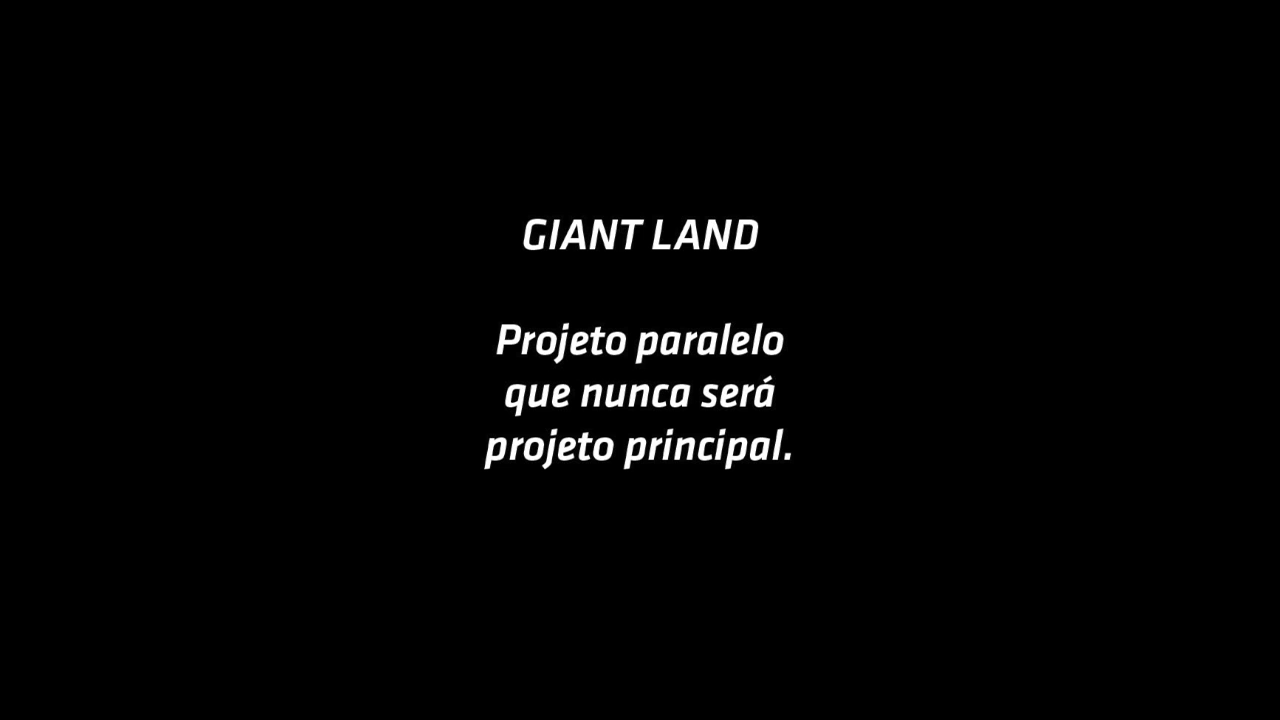 GIANT LAND
Projeto paralelo
que nunca será
projeto principal.